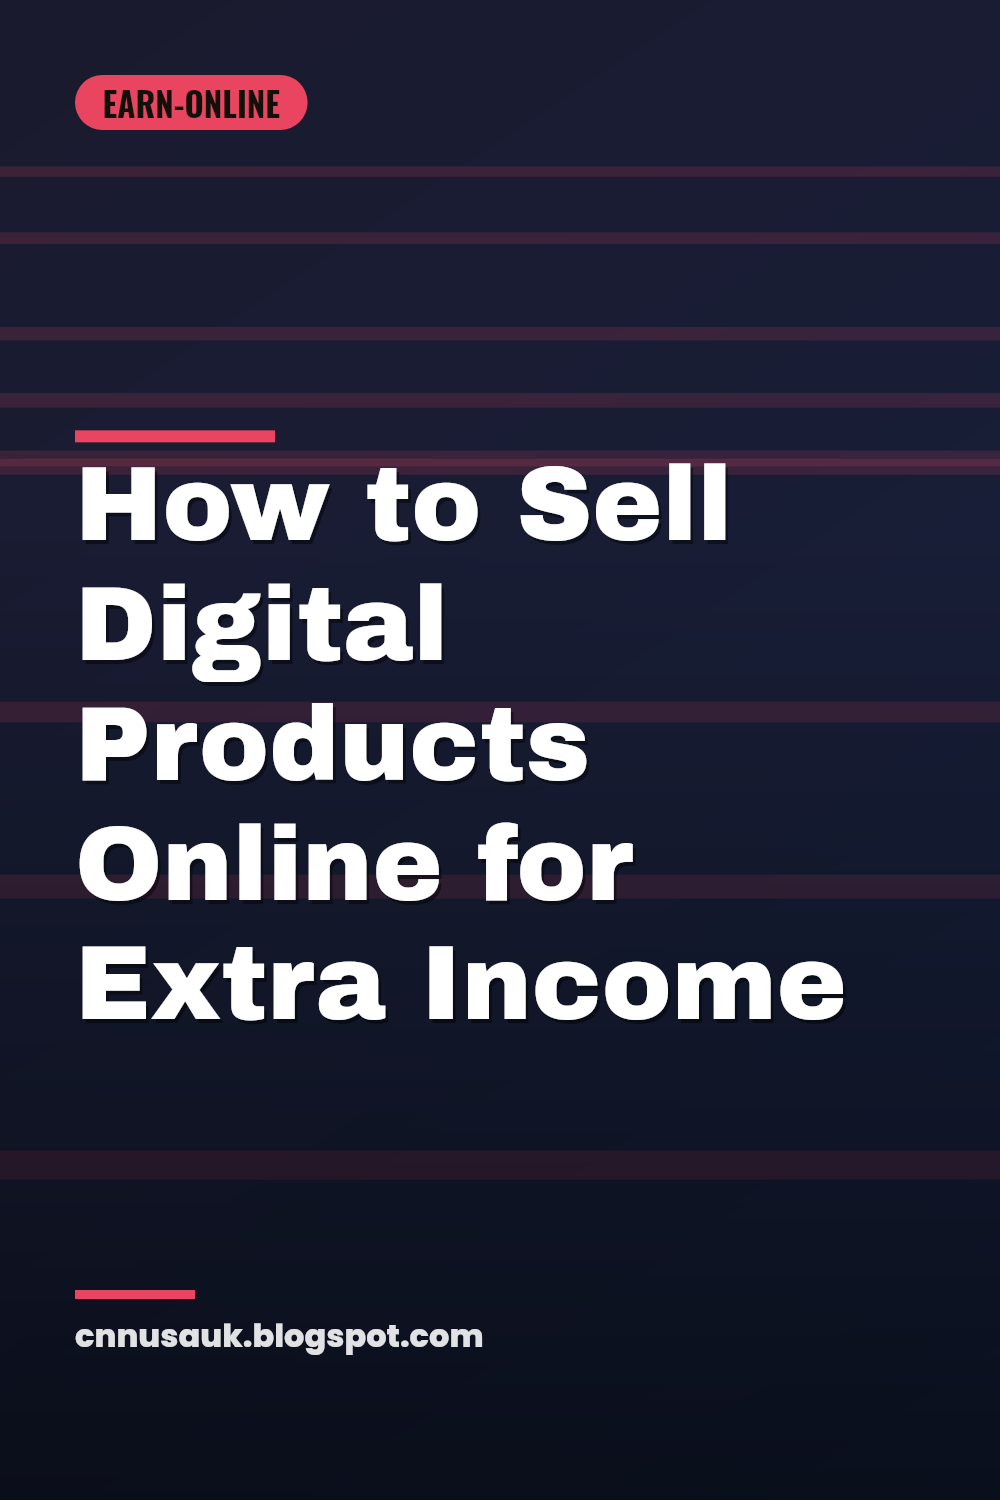 EARN-ONLINE
How to Sell
Digital
Products
Online for
Extra Income
cnnusauk.blogspot.com